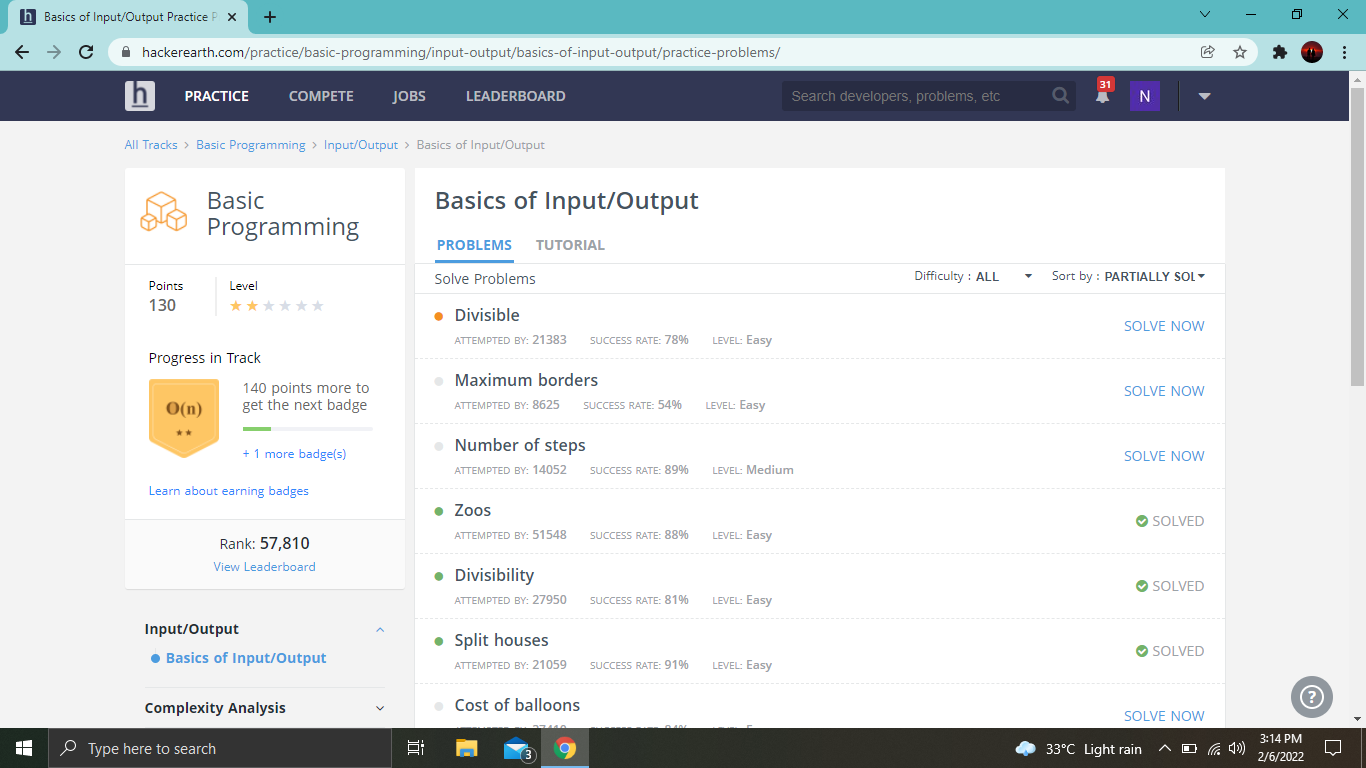 Basics of Input/Output Practice P
hackerearth.com/practice/basic-programming/input-output/basics-of-input-output/practice-problems/
h PRACTICE COMPETE JOBS LEADERBOARD Search developers, problems, etc 31 N
All Tracks > Basic Programming > Input/Output > Basics of Input/Output
Basic
Programming
Points Level
130
Progress in Track
O(n)
140 points more to
get the next badge
+ 1 more badge(s)
Learn about earning badges
Rank: 57,810
View Leaderboard
Input/Output
Basics of Input/Output
Complexity Analysis
Basics of Input/Output
PROBLEMS TUTORIAL
Solve Problems Difficulty : ALL Sort by : PARTIALLY SOL
Divisible
ATTEMPTED BY: 21383 SUCCESS RATE: 78% LEVEL: Easy
SOLVE NOW
Maximum borders
ATTEMPTED BY: 8625 SUCCESS RATE: 54% LEVEL: Easy
SOLVE NOW
Number of steps
ATTEMPTED BY: 14052 SUCCESS RATE: 89% LEVEL: Medium
SOLVE NOW
Zoos
ATTEMPTED BY: 51548 SUCCESS RATE: 88% LEVEL: Easy
SOLVED
Divisibility
ATTEMPTED BY: 27950 SUCCESS RATE: 81% LEVEL: Easy
SOLVED
Split houses
ATTEMPTED BY: 21059 SUCCESS RATE: 91% LEVEL: Easy
SOLVED
Cost of balloons
SOLVE NOW
?
Type here to search 3 33°C Light rain 3:14 PM
2/6/2022